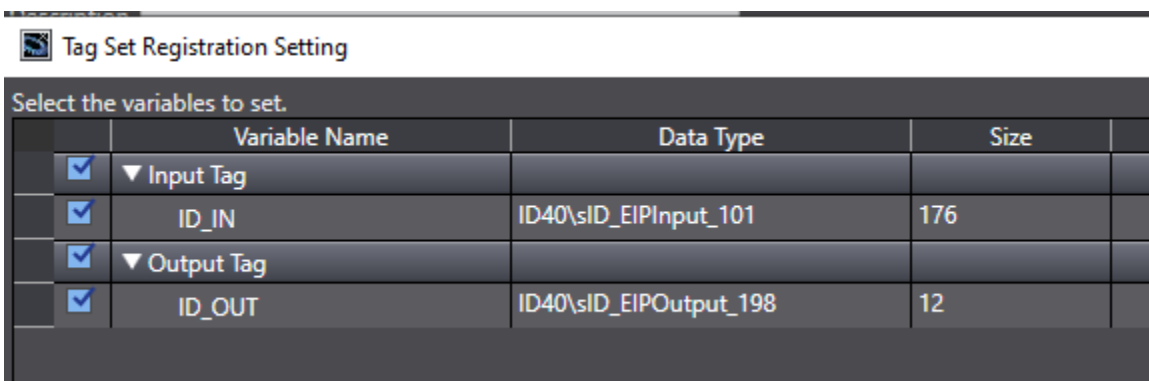 Tag Set Registration Setting
Select the variables to set.
Variable Name Data Type Size
Input Tag
ID_IN ID40\sID_EIPInput_101 176
Output Tag
ID_OUT ID40\sID_EIPOutput_198 12